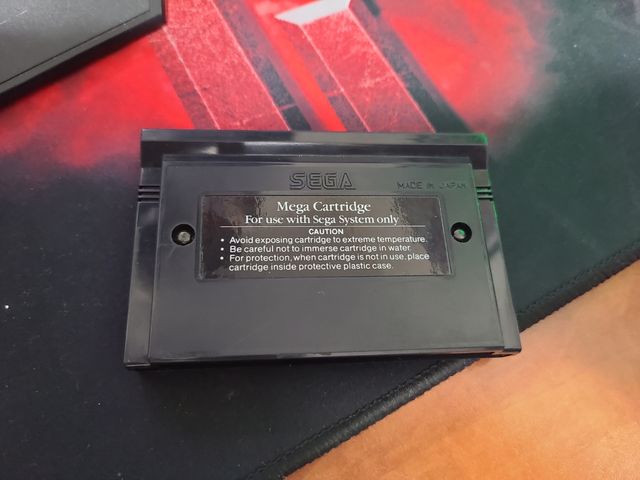 SEGA
MADE IN JAPAN
Mega Cartridge
For use with Sega System only
CAUTION
• Avoid exposing cartridge to extreme temperature.
• Be careful not to immerse cartridge in water.
• For protection, when cartridge is not in use, place
cartridge inside protective plastic case.